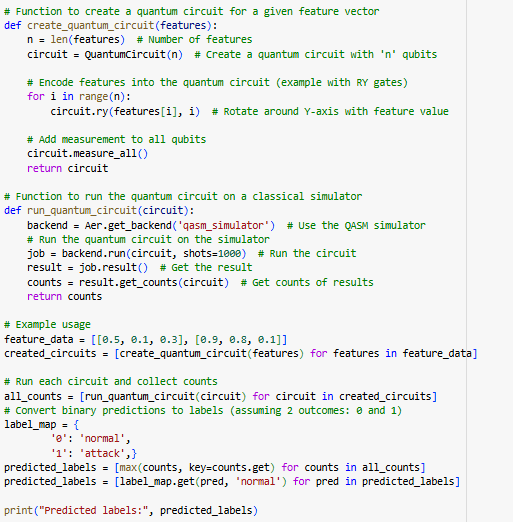 # Function to create a quantum circuit for a given feature vector
def create_quantum_circuit(features):
    n = len(features)  # Number of features
    circuit = QuantumCircuit(n)  # Create a quantum circuit with 'n' qubits

    # Encode features into the quantum circuit (example with RY gates)
    for i in range(n):
        circuit.ry(features[i], i)  # Rotate around Y-axis with feature value

    # Add measurement to all qubits
    circuit.measure_all()
    return circuit

# Function to run the quantum circuit on a classical simulator
def run_quantum_circuit(circuit):
    backend = Aer.get_backend('qasm_simulator')  # Use the QASM simulator
    # Run the quantum circuit on the simulator
    job = backend.run(circuit, shots=1000)  # Run the circuit
    result = job.result()  # Get the result
    counts = result.get_counts(circuit)  # Get counts of results
    return counts

# Example usage
feature_data = [[0.5, 0.1, 0.3], [0.9, 0.8, 0.1]]
created_circuits = [create_quantum_circuit(features) for features in feature_data]

# Run each circuit and collect counts
all_counts = [run_quantum_circuit(circuit) for circuit in created_circuits]
# Convert binary predictions to labels (assuming 2 outcomes: 0 and 1)
label_map = {
        '0': 'normal',
        '1': 'attack',}
predicted_labels = [max(counts, key=counts.get) for counts in all_counts]
predicted_labels = [label_map.get(pred, 'normal') for pred in predicted_labels]

print("Predicted labels:", predicted_labels)